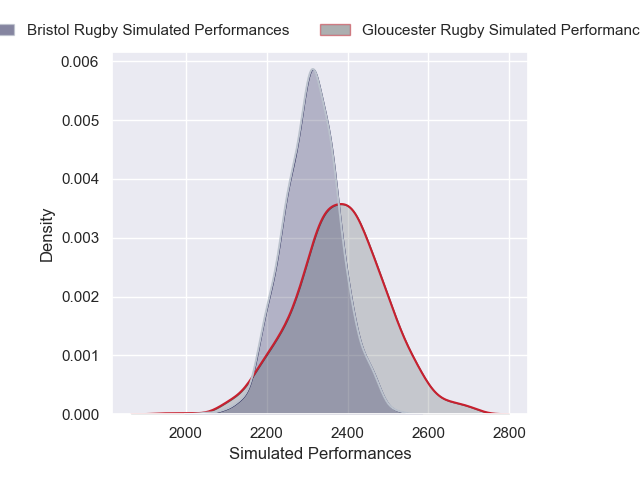 Bristol Rugby Simulated Performances
Gloucester Rugby Simulated Performanc
0.006
0.005
0.004
0.003
0.002
0.001
0.000
Density
2000 2200 2400 2600 2800
Simulated Performances